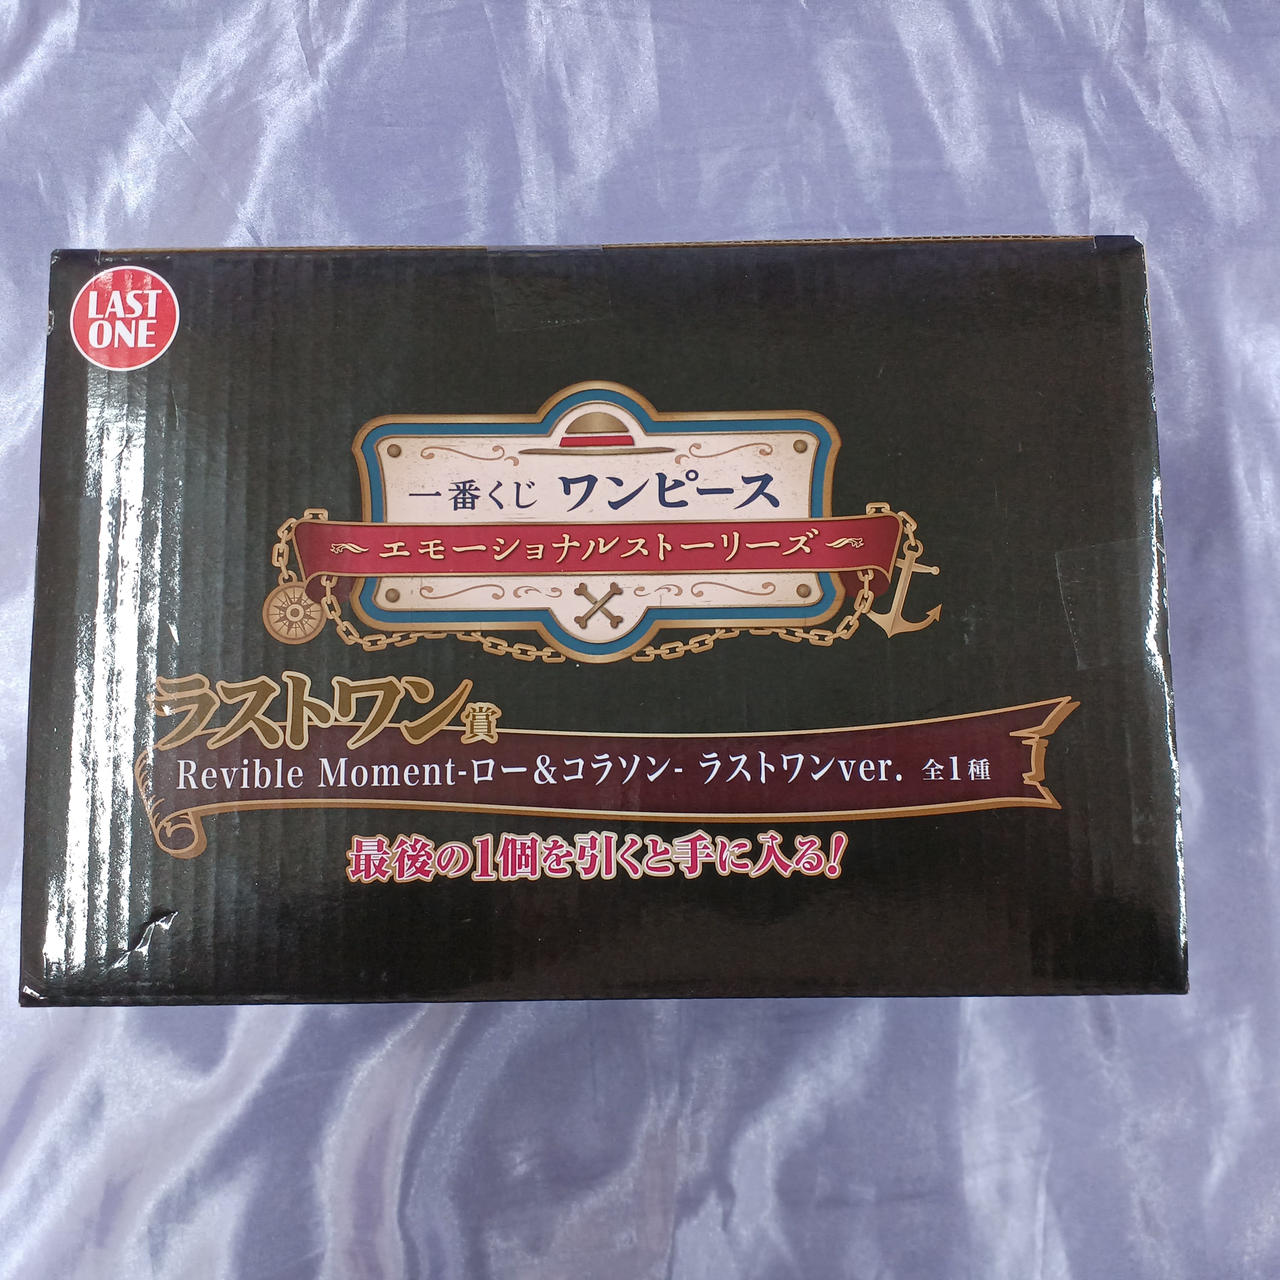 LAST
ONE
一番くじ ワンピース
～エモーショナルストーリーズ～
ラストワン賞
Revible Moment-ロー&コラソン- ラストワンver. 全1種
最後の1個を引くと手に入る!